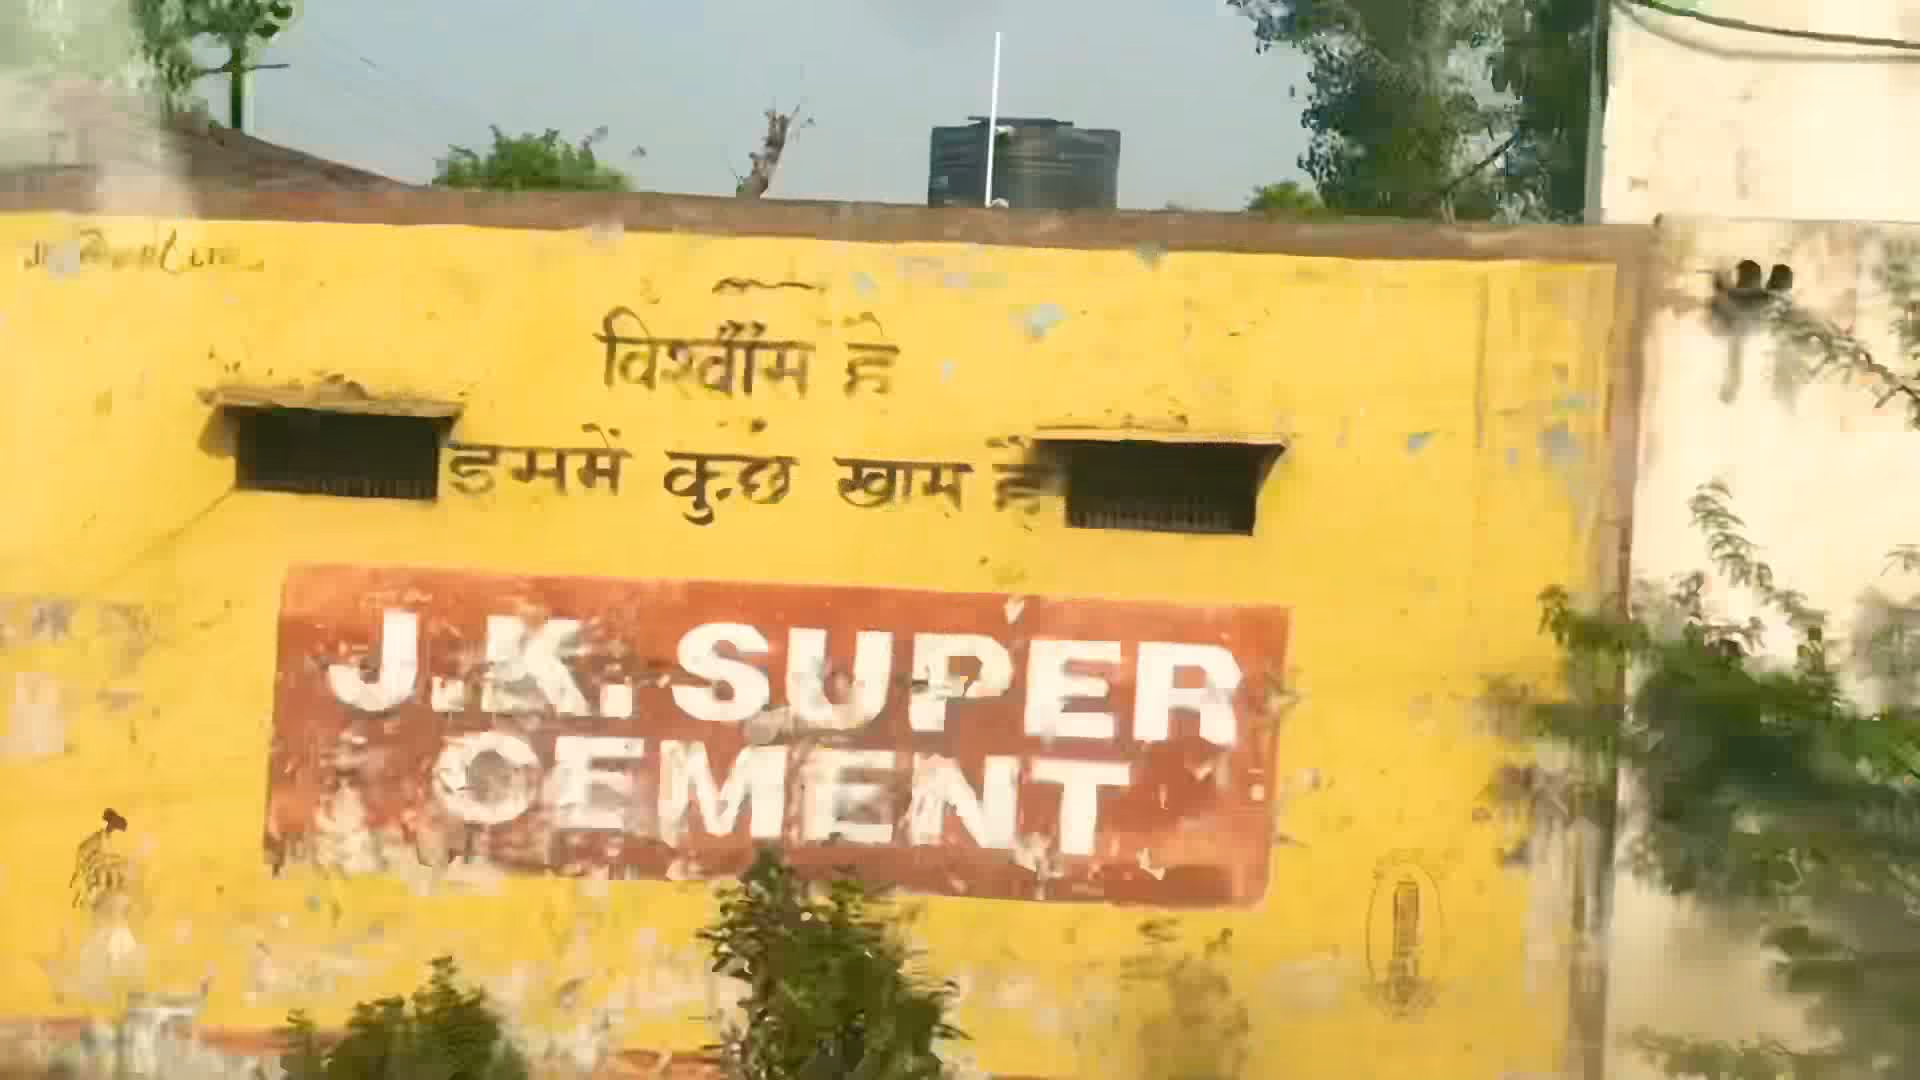 विश्वास है
इसमें कुछ खास है
J.K. SUPER
CEMENT